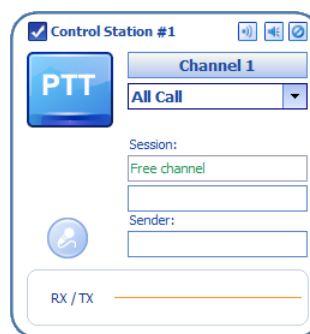 Control Station #1
PTT
Channel 1
All Call
Session:
Free channel
Sender:
RX / TX